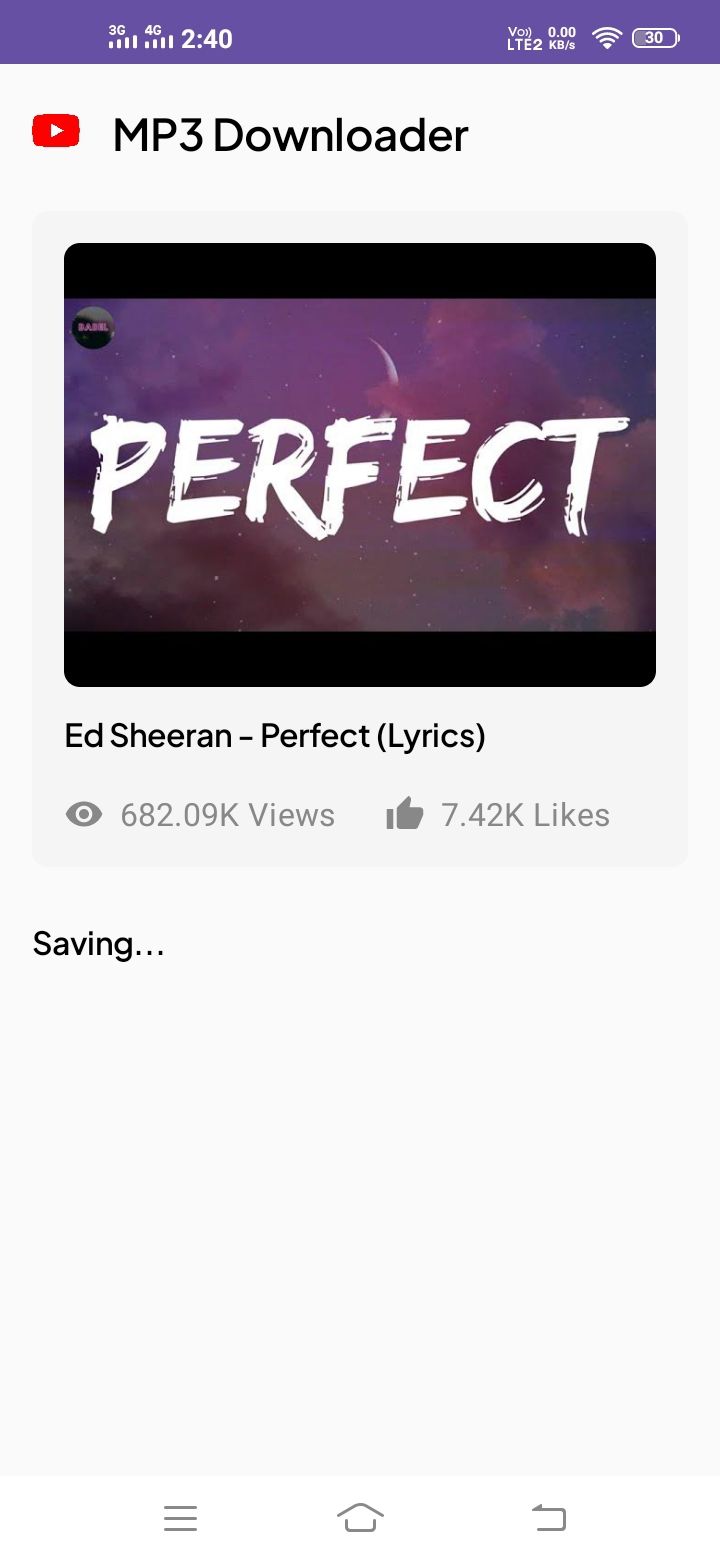 3G 4G 2:40 Vo)) LTE2 0.00 KB/s 30
MP3 Downloader
BABEL
PERFECT
Ed Sheeran - Perfect (Lyrics)
682.09K Views 7.42K Likes
Saving...